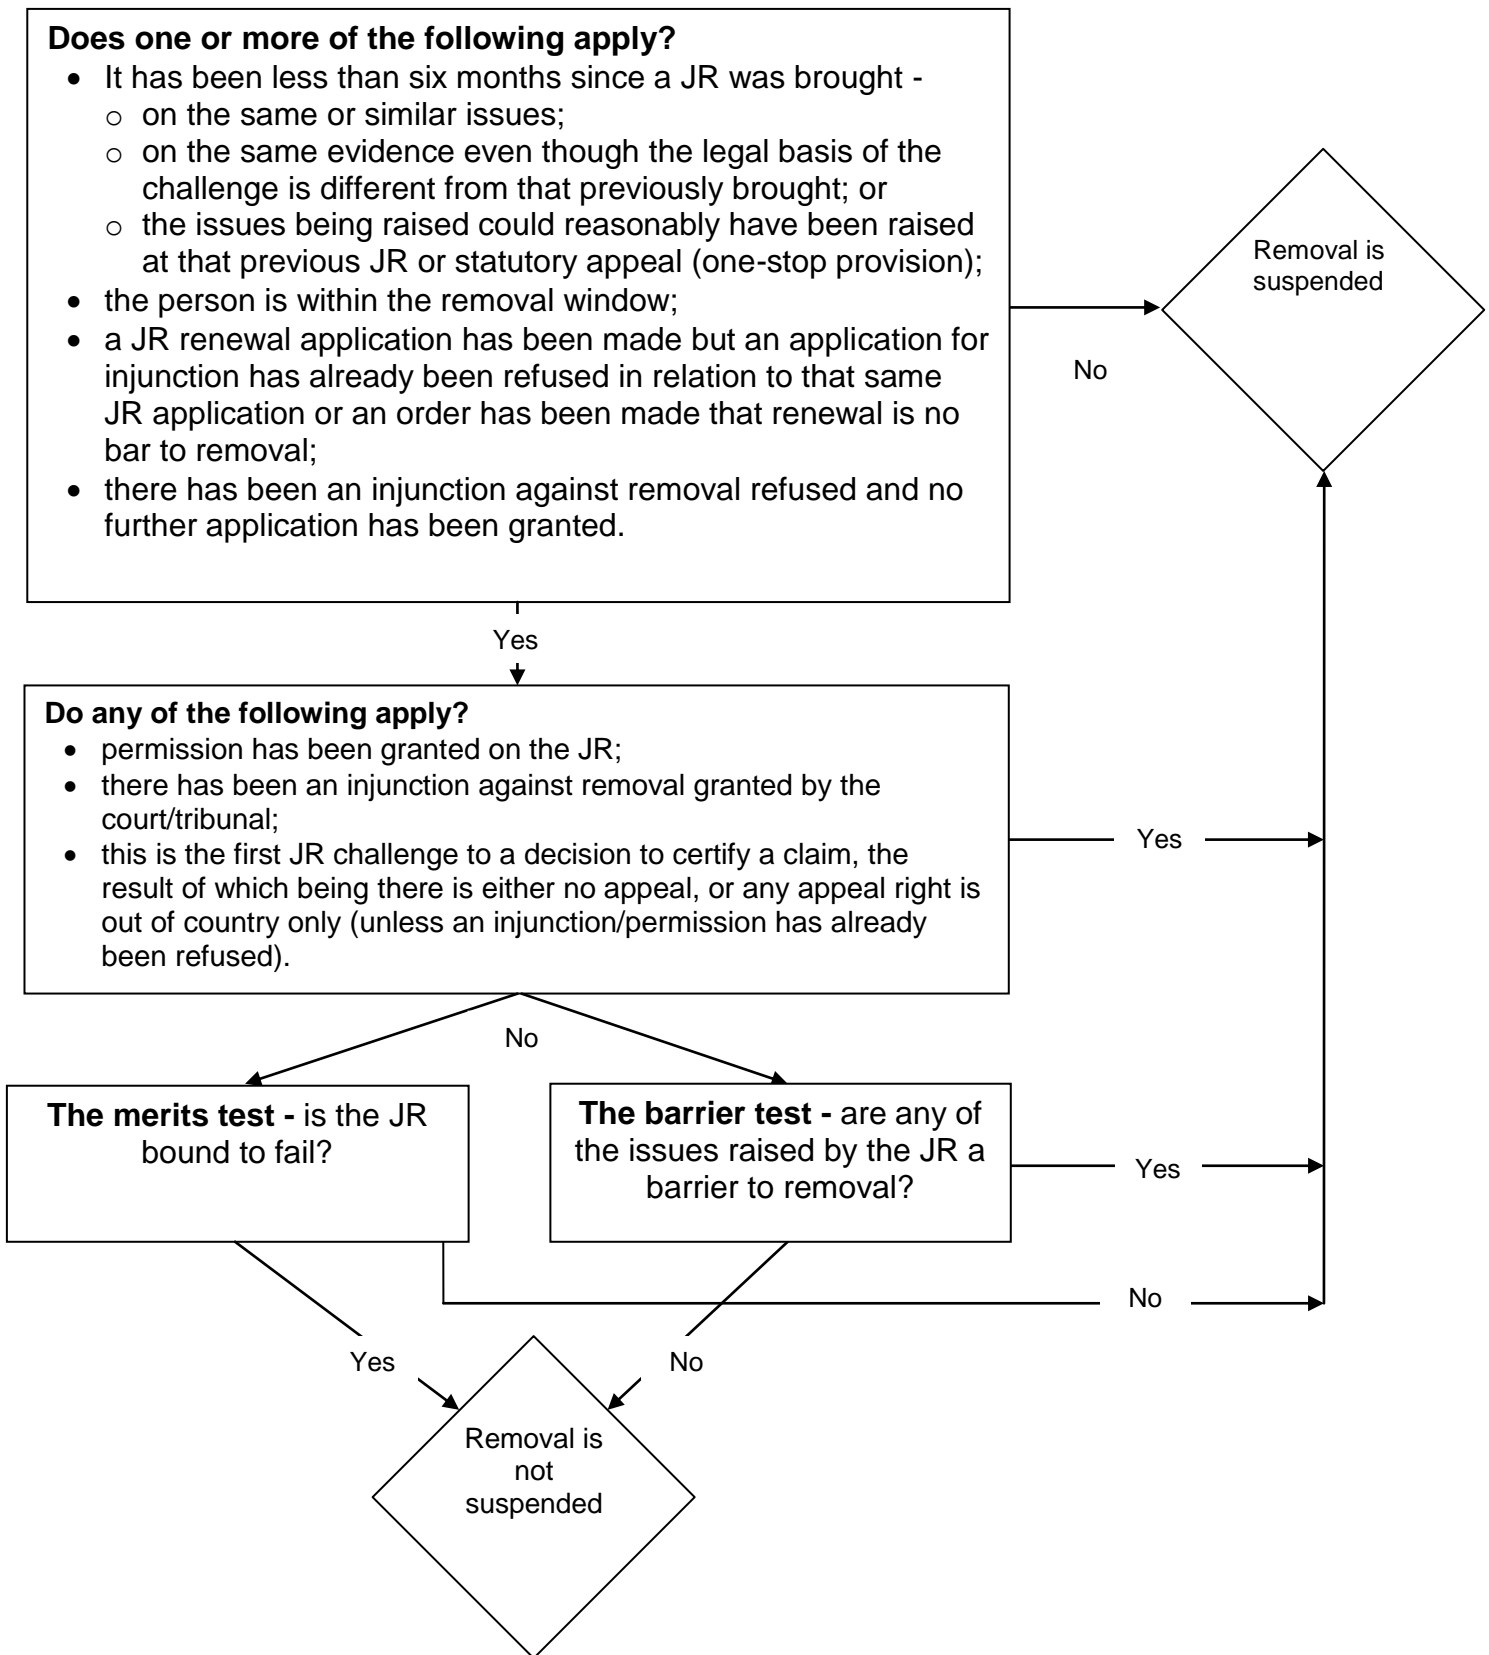 Does one or more of the following apply?
• It has been less than six months since a JR was brought -
o on the same or similar issues;
o on the same evidence even though the legal basis of the
challenge is different from that previously brought; or
o the issues being raised could reasonably have been raised
at that previous JR or statutory appeal (one-stop provision);
• the person is within the removal window;
• a JR renewal application has been made but an application for
injunction has already been refused in relation to that same
JR application or an order has been made that renewal is no
bar to removal;
• there has been an injunction against removal refused and no
further application has been granted.
No
Removal is
suspended
Yes
Do any of the following apply?
• permission has been granted on the JR;
• there has been an injunction against removal granted by the
court/tribunal;
• this is the first JR challenge to a decision to certify a claim, the
result of which being there is either no appeal, or any appeal right is
out of country only (unless an injunction/permission has already
been refused).
Yes
No
The merits test - is the JR
bound to fail?
The barrier test - are any of
the issues raised by the JR a
barrier to removal?
Yes
No
Yes
No
Removal is
not
suspended